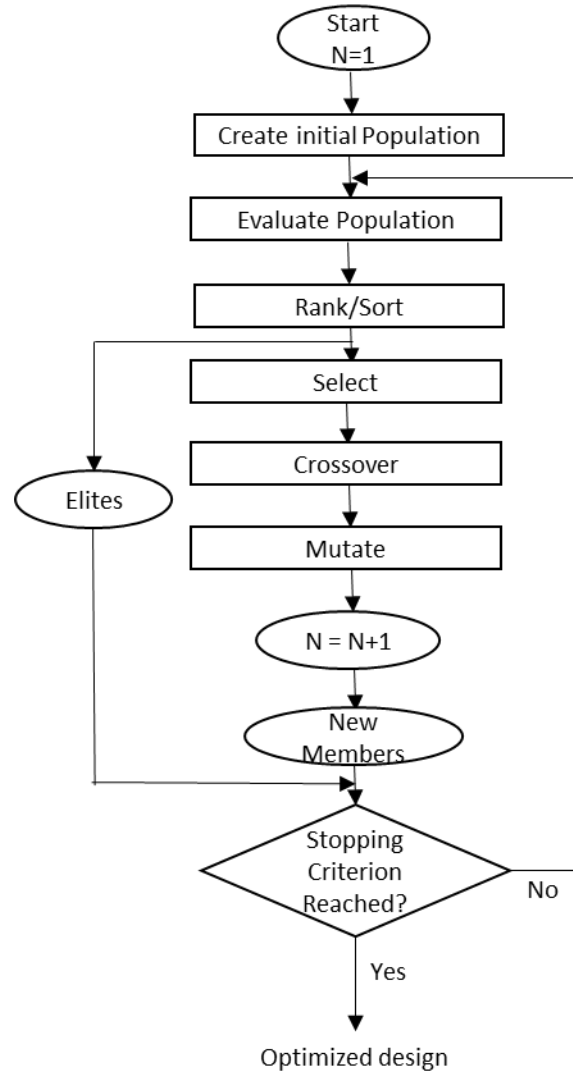 Start
N=1
Create initial Population
Evaluate Population
Rank/Sort
Select
Crossover
Elites
Mutate
N = N+1
New
Members
Stopping
Criterion
Reached?
No
Yes
Optimized design